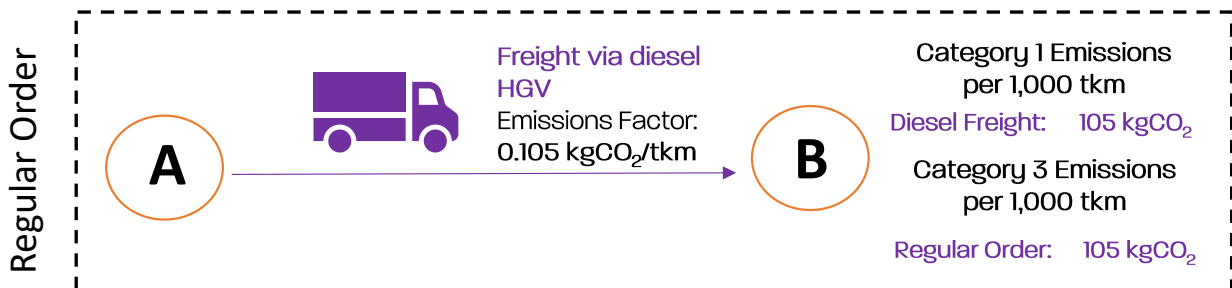 Regular Order
A
Freight via diesel
HGV
Emissions Factor:
0.105 kgCO₂/tkm
B
Category 1 Emissions
per 1,000 tkm
Diesel Freight: 105 kgCO₂
Category 3 Emissions
per 1,000 tkm
Regular Order: 105 kgCO₂